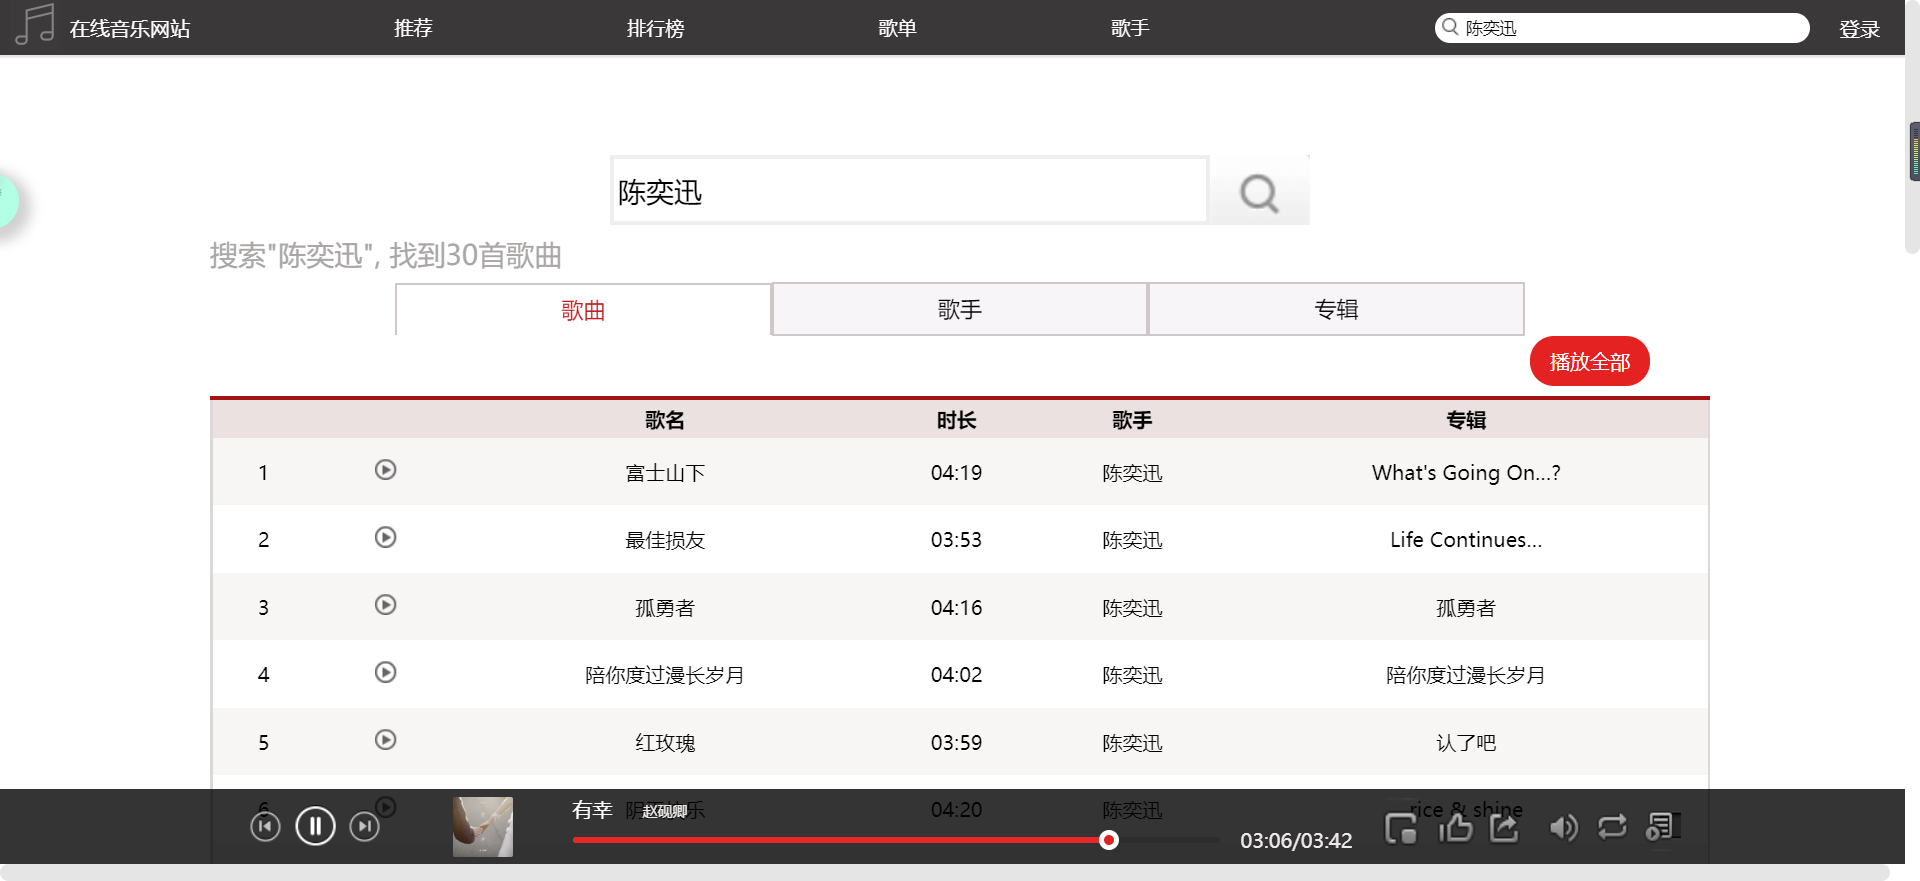 在线音乐网站 推荐 排行榜 歌单 歌手 陈奕迅 登录
陈奕迅
搜索"陈奕迅", 找到30首歌曲
歌曲 歌手 专辑
播放全部
歌名 时长 歌手 专辑
1 富士山下 04:19 陈奕迅 What's Going On…?
2 最佳损友 03:53 陈奕迅 Life Continues…
3 孤勇者 04:16 陈奕迅 孤勇者
4 陪你度过漫长岁月 04:02 陈奕迅 陪你度过漫长岁月
5 红玫瑰 03:59 陈奕迅 认了吧
6 04:20 陈奕迅 rice & shine
有幸 赵砚卿
03:06/03:42